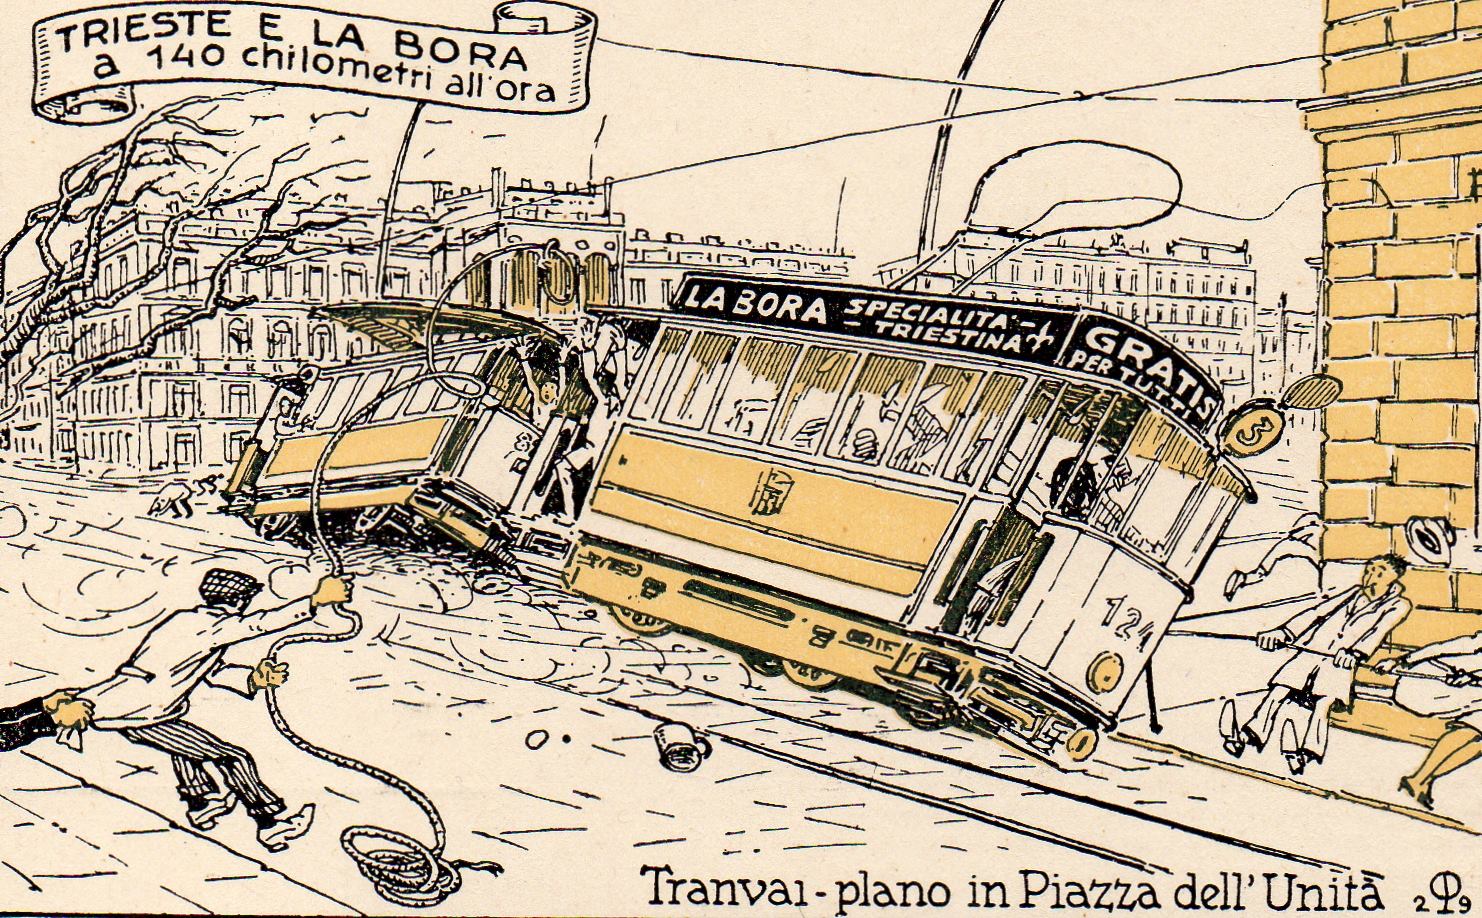 TRIESTE E LA BORA
a 140 chilometri all'ora
LA BORA SPECIALITA'
TRIESTINA
GRATIS
PER TUTTI
3
124
Tranvai-plano in Piazza dell'Unità